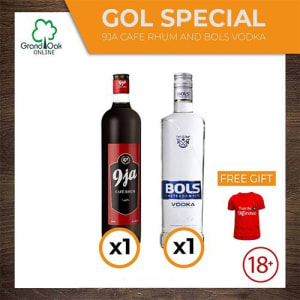 Grand Oak
ONLINE
GOL SPECIAL
9JA CAFE RHUM AND BOLS VODKA
9ja
CAFÉ RHUM
BOLS
VODKA
FREE GIFT
x1
x1
18+